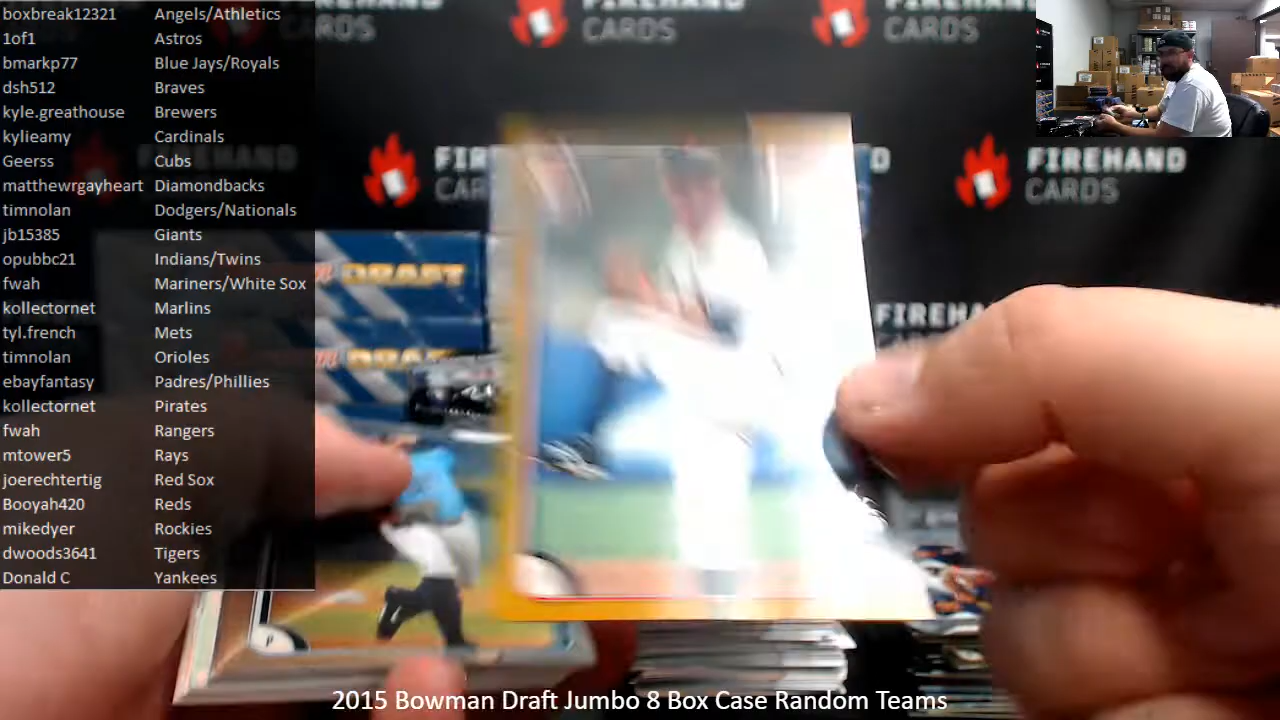 boxbreak12321 Angels/Athletics
1of1 Astros
bmarkp77 Blue Jays/Royals
dsh512 Braves
kyle.greathouse Brewers
kylieamy Cardinals
Geerss Cubs
matthewrgayheart Diamondbacks
timnolan Dodgers/Nationals
jb15385 Giants
opubbc21 Indians/Twins
fwah Mariners/White Sox
kollectornet Marlins
tyl.french Mets
timnolan Orioles
ebayfantasy Padres/Phillies
kollectornet Pirates
fwah Rangers
mtower5 Rays
joerechtertig Red Sox
Booyah420 Reds
mikedyer Rockies
dwoods3641 Tigers
Donald C Yankees
CARDS
CARDS
CARDS
FIREHAND
CARDS
DRAFT
P
2015 Bowman Draft Jumbo 8 Box Case Random Teams